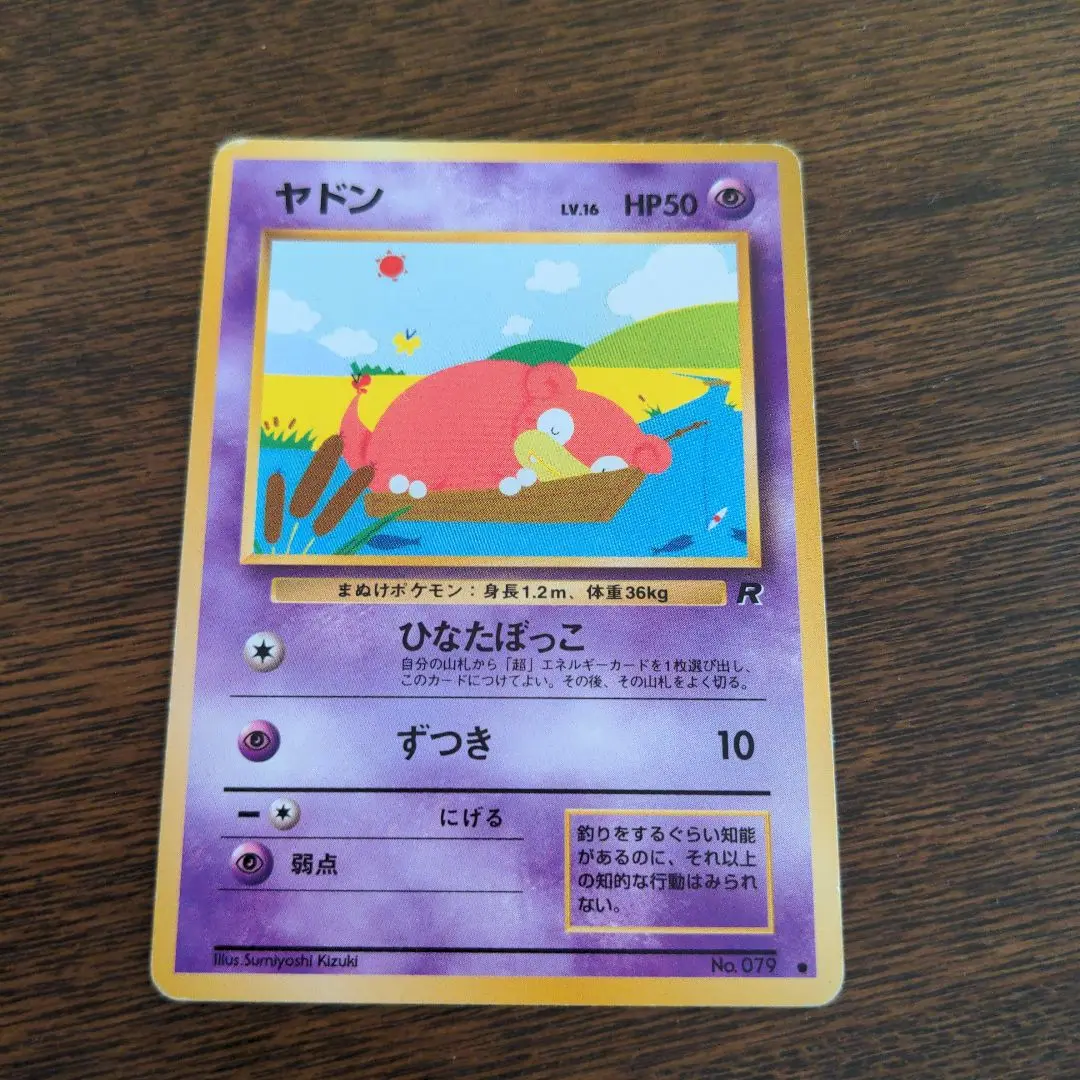 ヤドン LV.16 HP50
まぬけポケモン：身長1.2m、体重36kg R
ひなたぼっこ
自分の山札から「超」エネルギーカードを1枚選び出し、
このカードにつけてよい。その後、その山札をよく切る。
ずつき 10
にげる
弱点
釣りをするぐらい知能
があるのに、それ以上
の知的な行動はみられ
ない。
Illus.Sumiyoshi Kizuki No.079